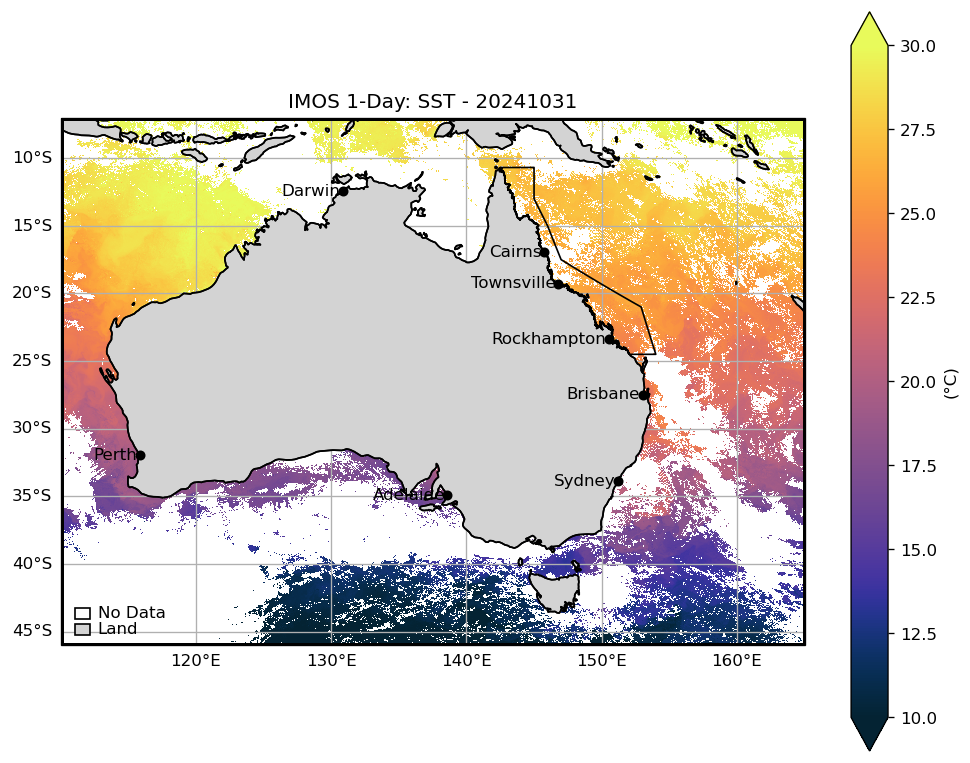 IMOS 1-Day: SST - 20241031
30.0
27.5
25.0
22.5
20.0
17.5
15.0
12.5
10.0
(°C)
10°S
15°S
20°S
25°S
30°S
35°S
40°S
45°S
Darwin
Cairns
Townsville
Rockhampton
Brisbane
Perth
Sydney
Adelaide
No Data
Land
120°E
130°E
140°E
150°E
160°E